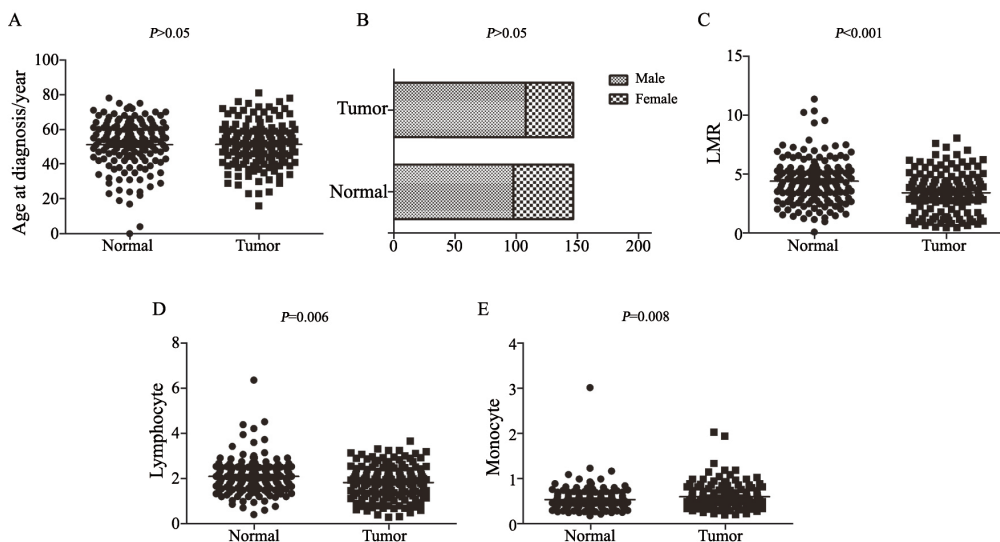 A
P>0.05
Age at diagnosis/year
100
80
60
40
20
0
Normal
Tumor
B
P>0.05
Tumor
Normal
0
50
100
150
200
Male
Female
C
P<0.001
LMR
15
10
5
0
Normal
Tumor
D
P=0.006
Lymphocyte
8
6
4
2
0
Normal
Tumor
E
P=0.008
Monocyte
4
3
2
1
0
Normal
Tumor